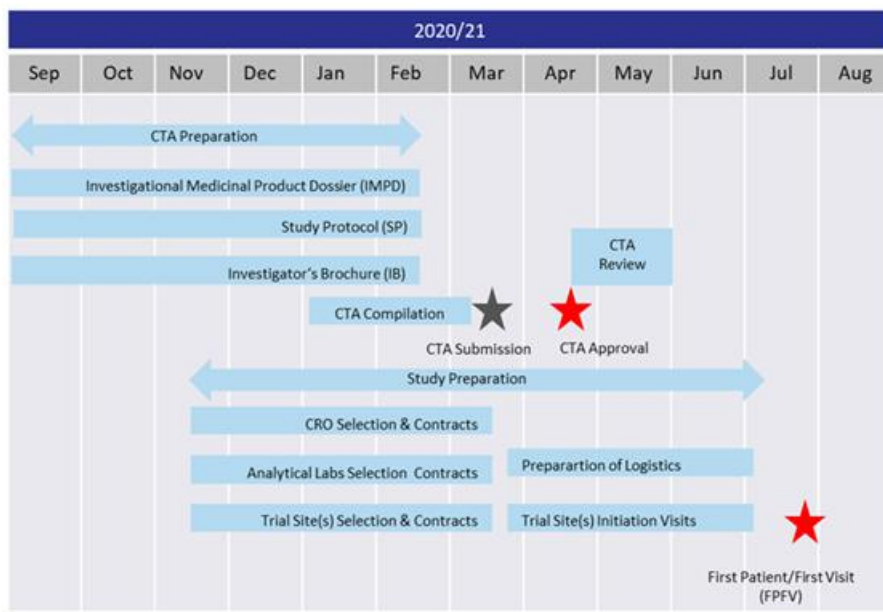 2020/21
Sep Oct Nov Dec Jan Feb Mar Apr May Jun Jul Aug
CTA Preparation
Investigational Medicinal Product Dossier (IMPD)
Study Protocol (SP)
CTA
Review
Investigator's Brochure (IB)
CTA Compilation
CTA Submission
CTA Approval
Study Preparation
CRO Selection & Contracts
Analytical Labs Selection Contracts
Preparartion of Logistics
Trial Site(s) Selection & Contracts
Trial Site(s) Initiation Visits
First Patient/First Visit
(FPFV)